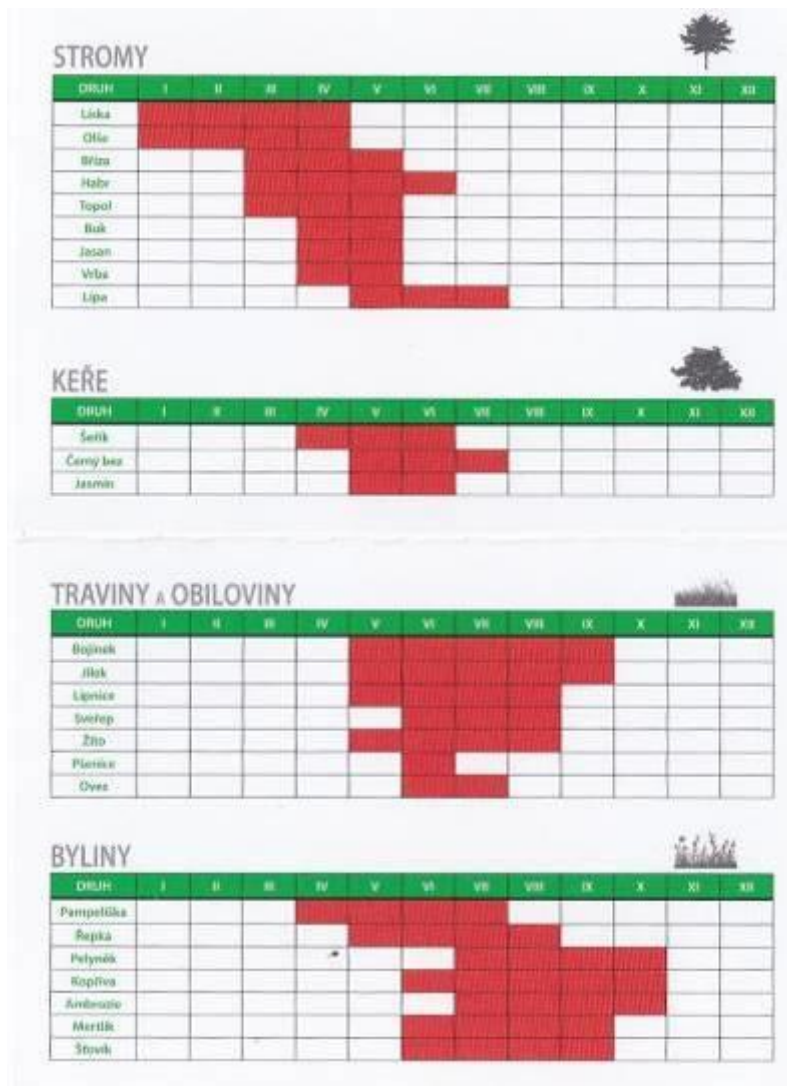 STROMY
DRUH I II III IV V VI VII VIII IX X XI XII
Líska
Olše
Bříza
Habr
Topol
Buk
Jasan
Vrba
Lípa
KEŘE
DRUH I II III IV V VI VII VIII IX X XI XII
Šeřík
Černý bez
Jasmín
TRAVINY A OBILOVINY
DRUH I II III IV V VI VII VIII IX X XI XII
Bojínek
Jílek
Lipnice
Sveřep
Žito
Pšenice
Oves
BYLINY
DRUH I II III IV V VI VII VIII IX X XI XII
Pampeliška
Řepka
Pelyněk
Kopřiva
Ambrozie
Merlík
Šťovík